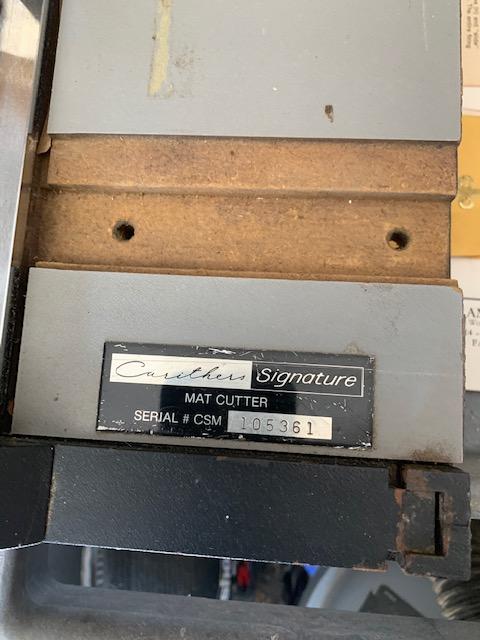 Carithers Signature
MAT CUTTER
SERIAL # CSM 105361